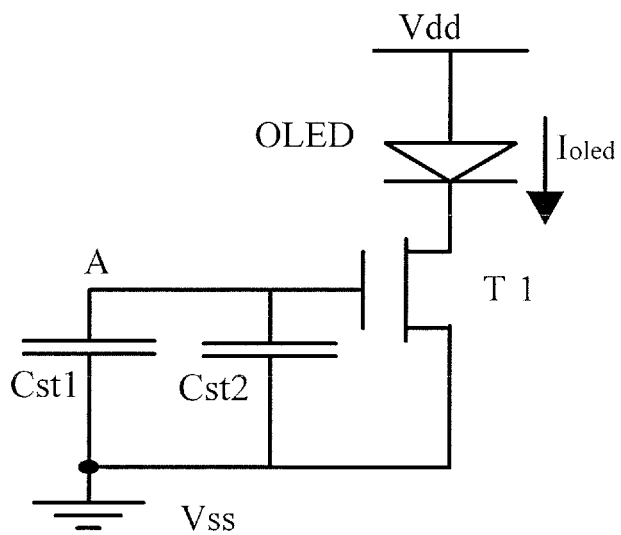 Vdd
OLED
Ioled
A
T 1
Cst1
Cst2
Vss